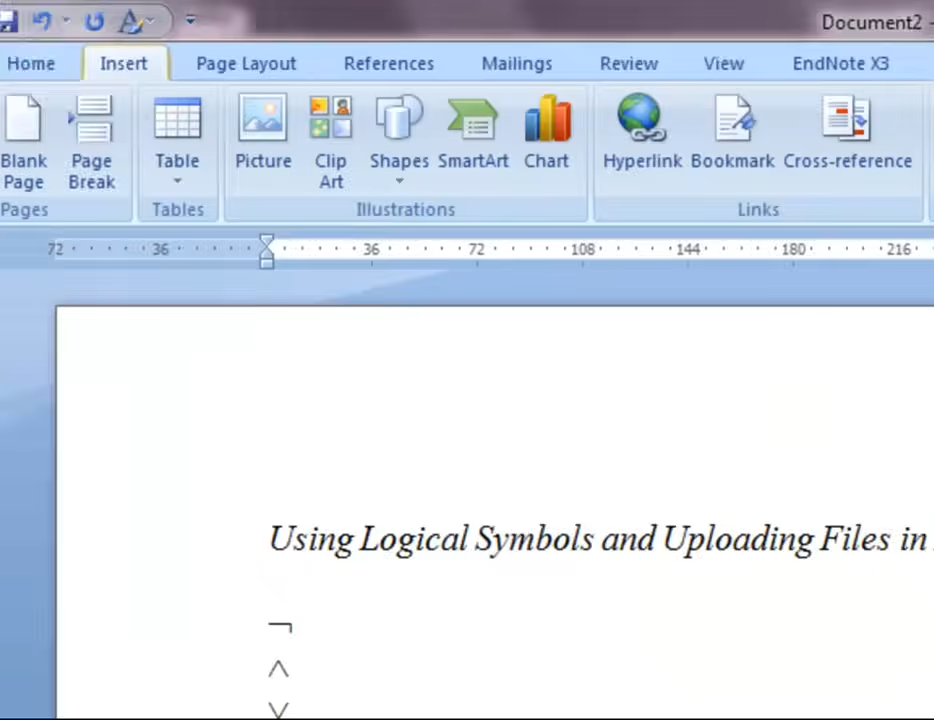 Document2 -
Home Insert Page Layout References Mailings Review View EndNote X3
Blank Page
Page Break
Table
Picture
Clip Art
Shapes
SmartArt
Chart
Hyperlink
Bookmark
Cross-reference
Pages Tables Illustrations Links
72 36 36 72 108 144 180 216
Using Logical Symbols and Uploading Files in
¬
∧
∨